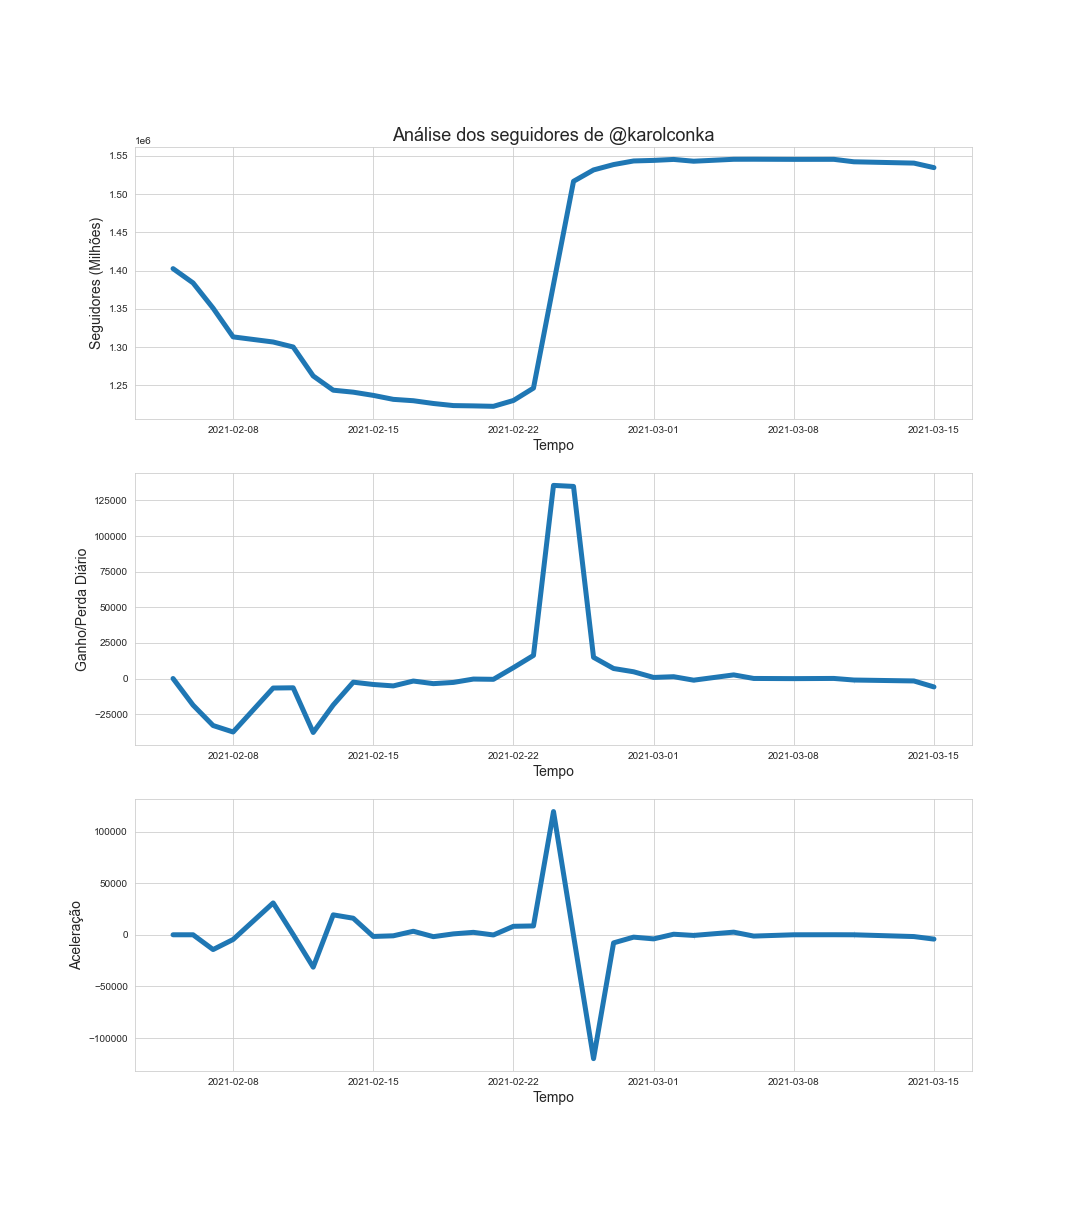 Análise dos seguidores de @karolconka
1e6
1.55
1.50
1.45
1.40
1.35
1.30
1.25
Seguidores (Milhões)
2021-02-08 2021-02-15 2021-02-22 2021-03-01 2021-03-08 2021-03-15
Tempo
125000
100000
75000
50000
25000
0
−25000
Ganho/Perda Diário
2021-02-08 2021-02-15 2021-02-22 2021-03-01 2021-03-08 2021-03-15
Tempo
100000
50000
0
−50000
−100000
Aceleração
2021-02-08 2021-02-15 2021-02-22 2021-03-01 2021-03-08 2021-03-15
Tempo